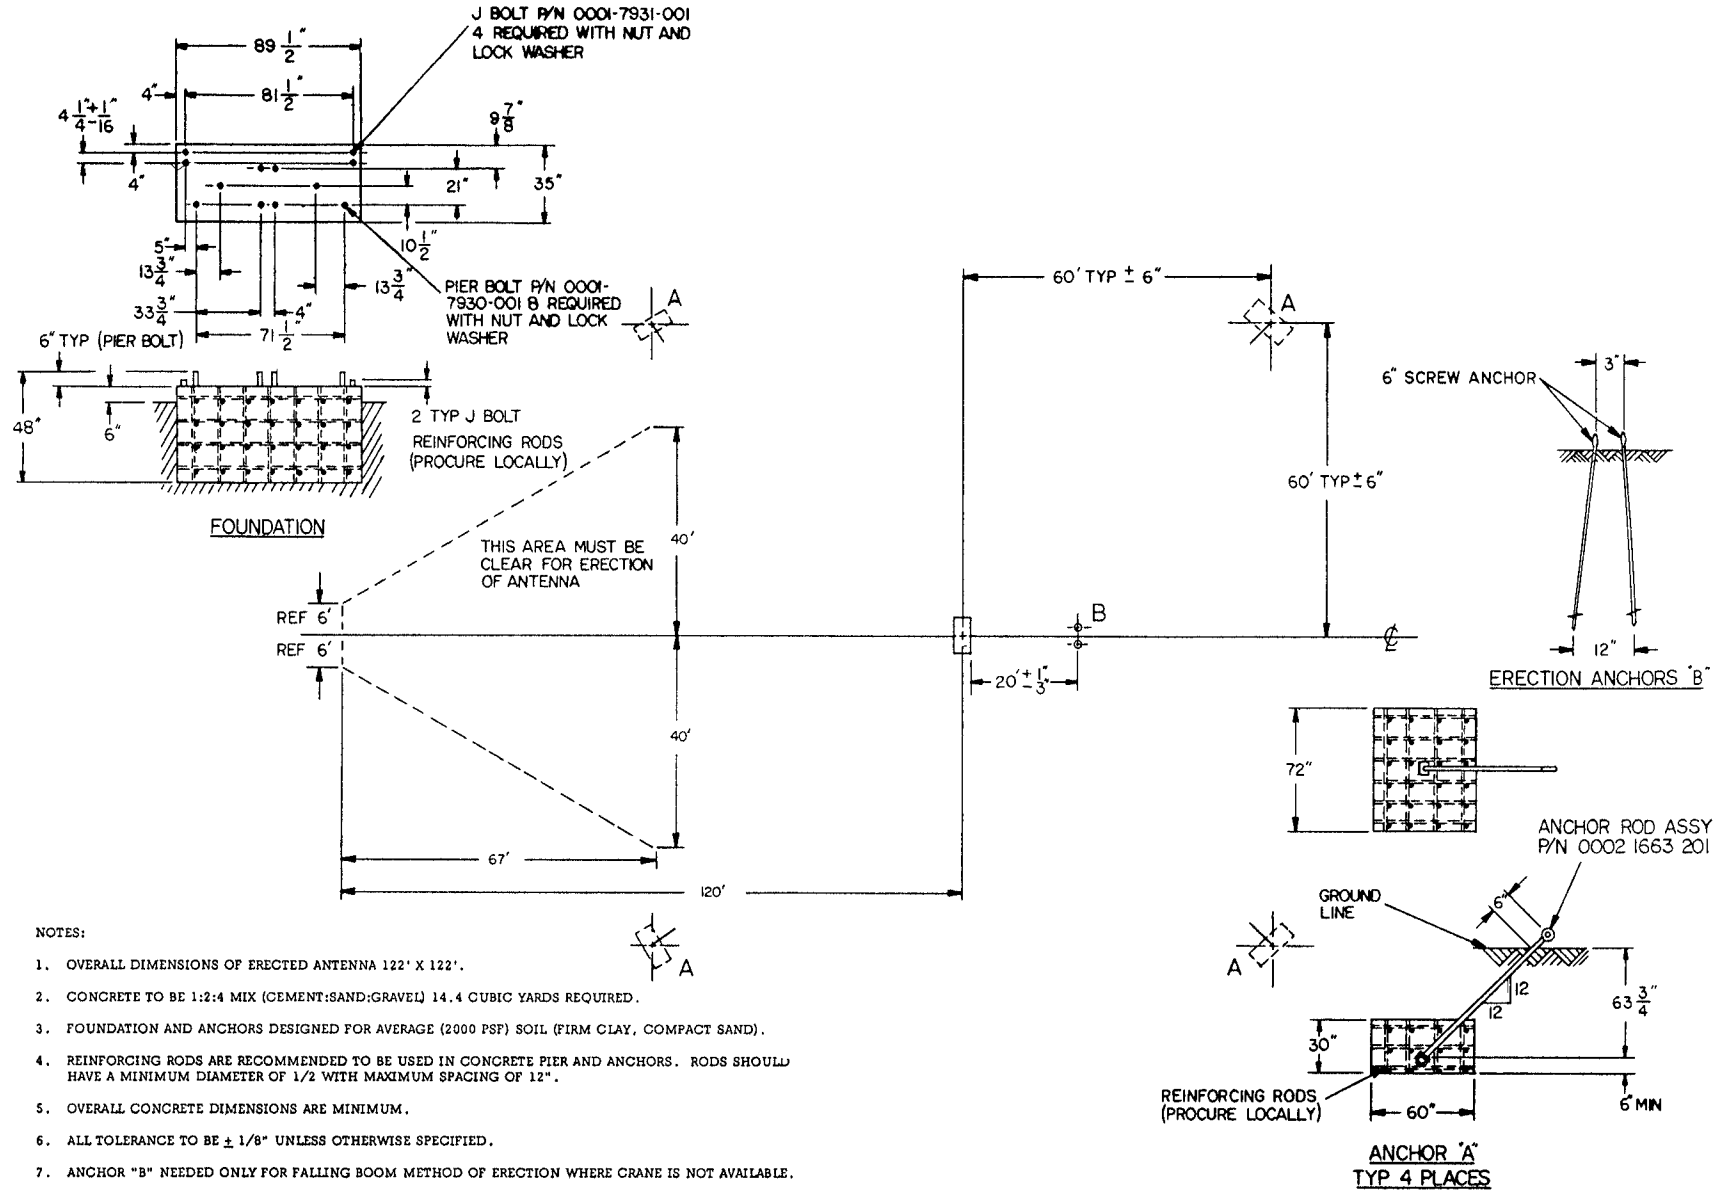 J BOLT P/N 0001-7931-001
4 REQUIRED WITH NUT AND
LOCK WASHER
89 1/2"
4"
81 1/2"
4 1/4" + 1/16" -
9 7/8"
4"
21"
35"
5"
10 1/2"
13 3/4"
13 3/4"
33 3/4"
4"
71 1/2"
PIER BOLT P/N 0001-
7930-001 8 REQUIRED
WITH NUT AND LOCK
WASHER
6" TYP (PIER BOLT)
48"
6"
2 TYP J BOLT
REINFORCING RODS
(PROCURE LOCALLY)
FOUNDATION
A
60' TYP ± 6"
A
60' TYP ± 6"
6" SCREW ANCHOR
3"
12"
ERECTION ANCHORS "B"
THIS AREA MUST BE
CLEAR FOR ERECTION
OF ANTENNA
40'
REF 6'
REF 6'
B
℄
20' + 1" - 3"
40'
67'
120'
72"
ANCHOR ROD ASSY
P/N 0002 1663 201
GROUND
LINE
6"
12
12
63 3/4"
30"
6" MIN
REINFORCING RODS
(PROCURE LOCALLY)
60"
ANCHOR "A"
TYP 4 PLACES
A
A
NOTES:
1. OVERALL DIMENSIONS OF ERECTED ANTENNA 122' X 122'.
2. CONCRETE TO BE 1:2:4 MIX (CEMENT:SAND:GRAVEL) 14.4 CUBIC YARDS REQUIRED.
3. FOUNDATION AND ANCHORS DESIGNED FOR AVERAGE (2000 PSF) SOIL (FIRM CLAY, COMPACT SAND).
4. REINFORCING RODS ARE RECOMMENDED TO BE USED IN CONCRETE PIER AND ANCHORS. RODS SHOULD
HAVE A MINIMUM DIAMETER OF 1/2 WITH MAXIMUM SPACING OF 12".
5. OVERALL CONCRETE DIMENSIONS ARE MINIMUM.
6. ALL TOLERANCE TO BE ± 1/8" UNLESS OTHERWISE SPECIFIED.
7. ANCHOR "B" NEEDED ONLY FOR FALLING BOOM METHOD OF ERECTION WHERE CRANE IS NOT AVAILABLE.